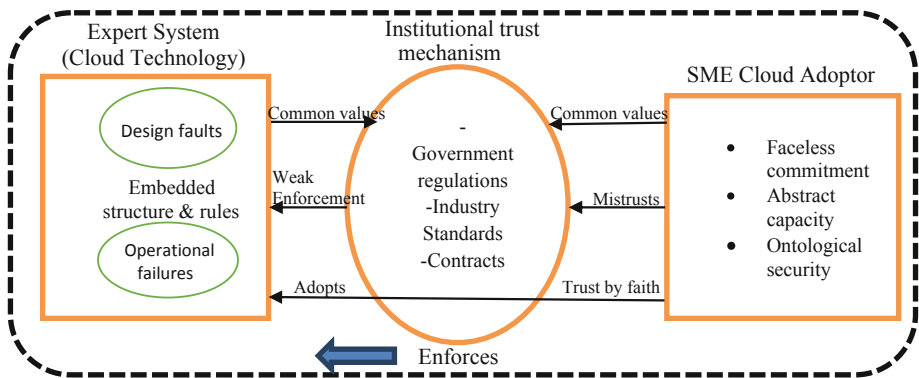 Expert System
(Cloud Technology)
Design faults
Embedded
structure & rules
Operational
failures
Common values
Weak
Enforcement
Adopts
Institutional trust
mechanism
-
Government
regulations
-Industry
Standards
-Contracts
Enforces
Common values
Mistrusts
Trust by faith
SME Cloud Adoptor
• Faceless
commitment
• Abstract
capacity
• Ontological
security